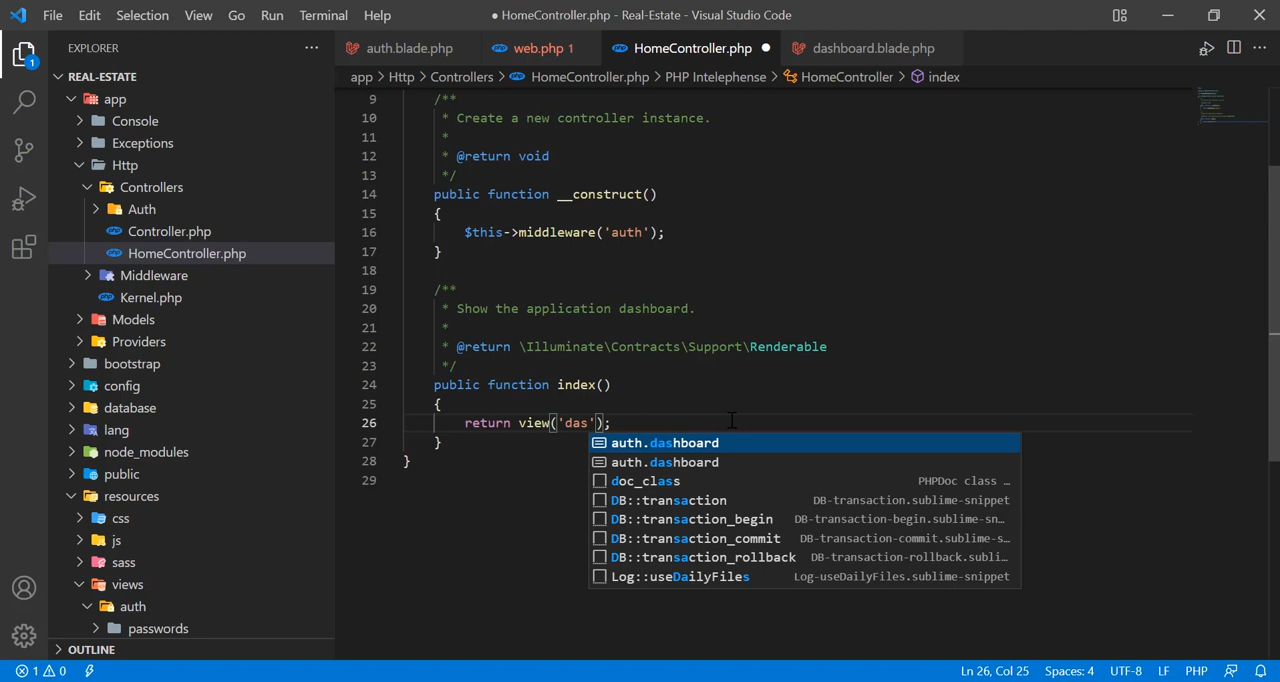 File Edit Selection View Go Run Terminal Help
● HomeController.php - Real-Estate - Visual Studio Code
EXPLORER ...
auth.blade.php
web.php 1
HomeController.php
dashboard.blade.php
app > Http > Controllers > HomeController.php > PHP Intelephense > HomeController > index
1
REAL-ESTATE
app
Console
Exceptions
Http
Controllers
Auth
Controller.php
HomeController.php
Middleware
Kernel.php
Models
Providers
bootstrap
config
database
lang
node_modules
public
resources
css
js
sass
views
auth
passwords
OUTLINE
9 /**
10 * Create a new controller instance.
11 *
12 * @return void
13 */
14 public function __construct()
15 {
16 $this->middleware('auth');
17 }
18
19 /**
20 * Show the application dashboard.
21 *
22 * @return \Illuminate\Contracts\Support\Renderable
23 */
24 public function index()
25 {
26 return view('das');
27 }
28 }
29
auth.dashboard
auth.dashboard
doc_class PHPDoc class …
DB::transaction DB-transaction.sublime-snippet
DB::transaction_begin DB-transaction-begin.sublime-sn…
DB::transaction_commit DB-transaction-commit.sublime-s…
DB::transaction_rollback DB-transaction-rollback.subli…
Log::useDailyFiles Log-useDailyFiles.sublime-snippet
1 0
Ln 26, Col 25 Spaces: 4 UTF-8 LF PHP